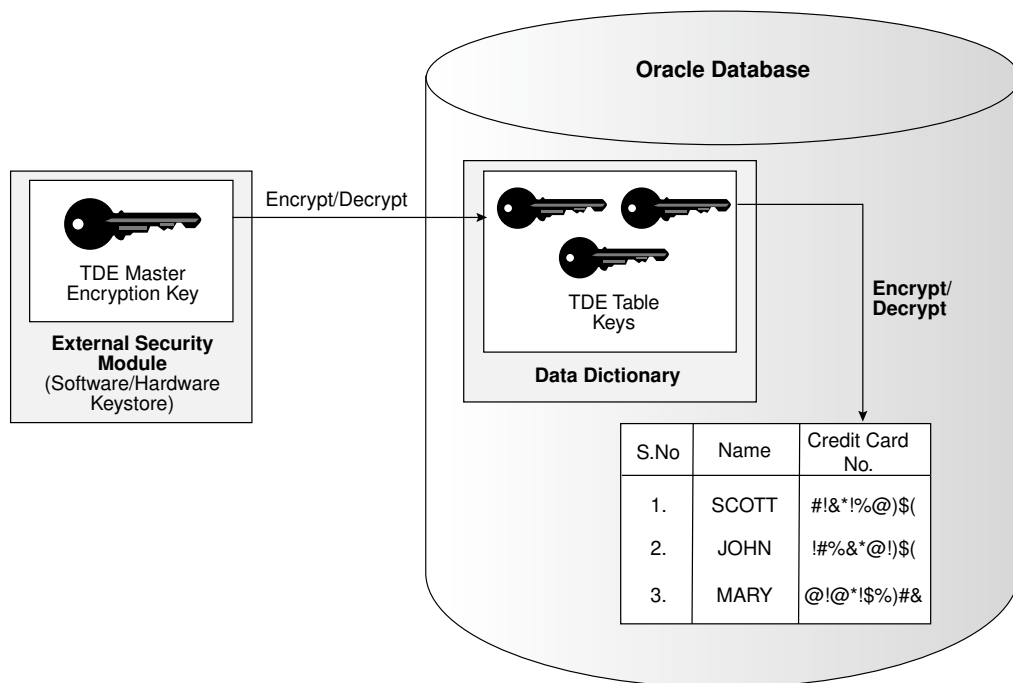 Oracle Database
Encrypt/Decrypt
TDE Master
Encryption Key
External Security
Module
(Software/Hardware
Keystore)
TDE Table
Keys
Data Dictionary
Encrypt/
Decrypt
S.No Name Credit Card
No.
1. SCOTT #!&*!%@)$(
2. JOHN !#%&*@!)$(
3. MARY @!@*!$%)#&